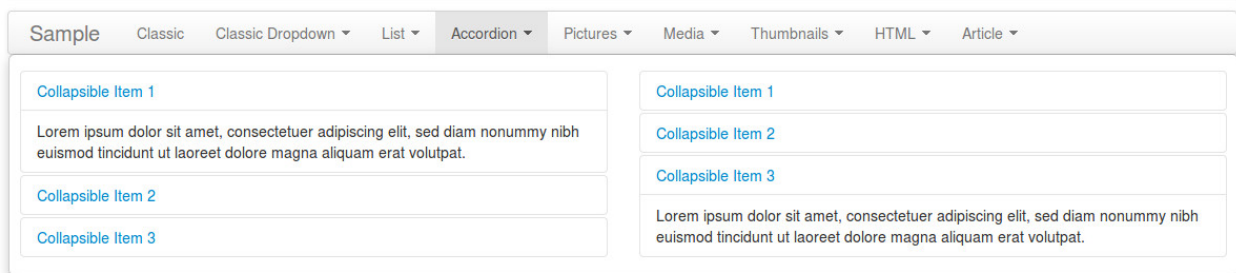 Sample Classic Classic Dropdown List Accordion Pictures Media Thumbnails HTML Article
Collapsible Item 1
Lorem ipsum dolor sit amet, consectetuer adipiscing elit, sed diam nonummy nibh
euismod tincidunt ut laoreet dolore magna aliquam erat volutpat.
Collapsible Item 2
Collapsible Item 3
Collapsible Item 1
Collapsible Item 2
Collapsible Item 3
Lorem ipsum dolor sit amet, consectetuer adipiscing elit, sed diam nonummy nibh
euismod tincidunt ut laoreet dolore magna aliquam erat volutpat.